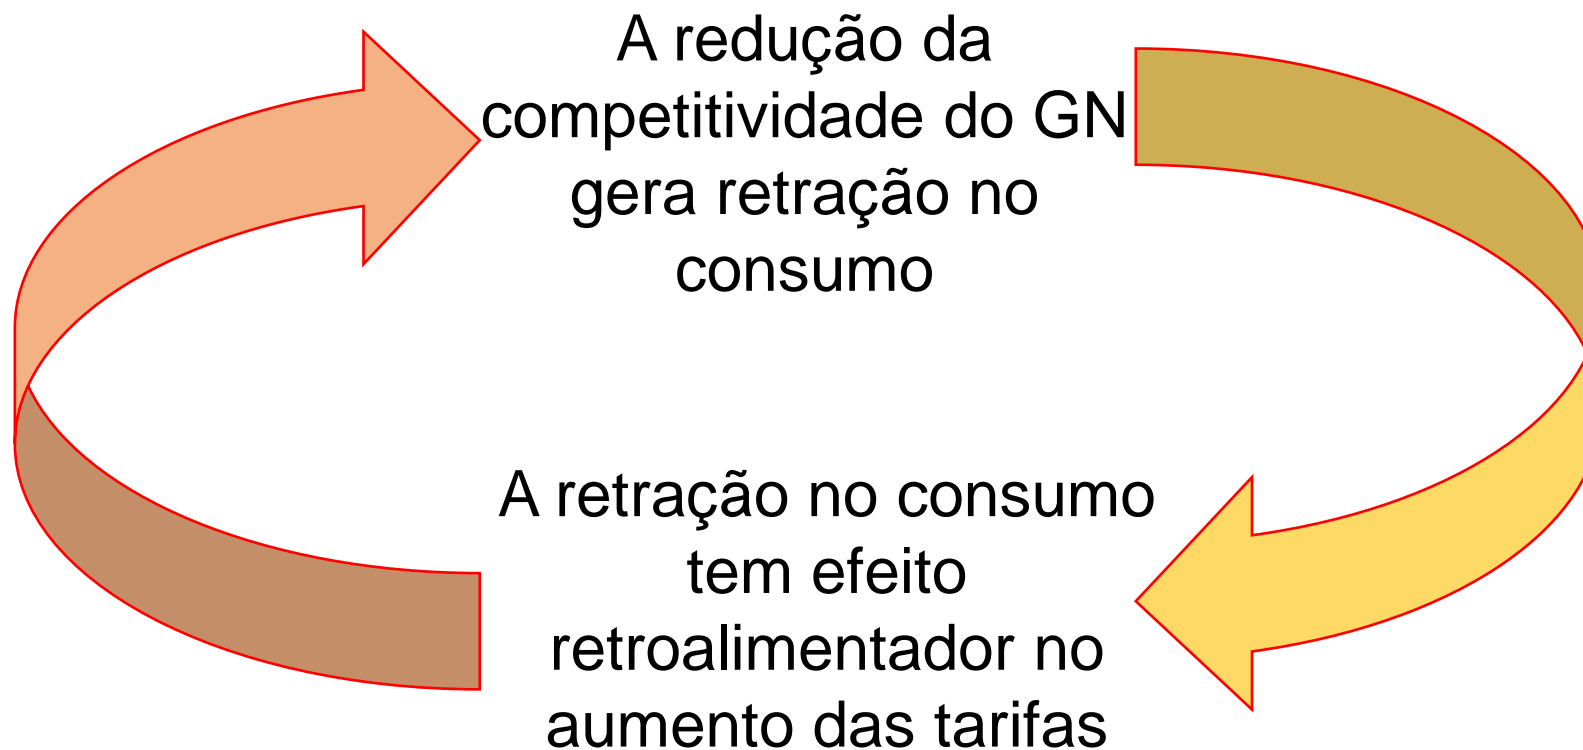 A redução da
competitividade do GN
gera retração no
consumo
A retração no consumo
tem efeito
retroalimentador no
aumento das tarifas